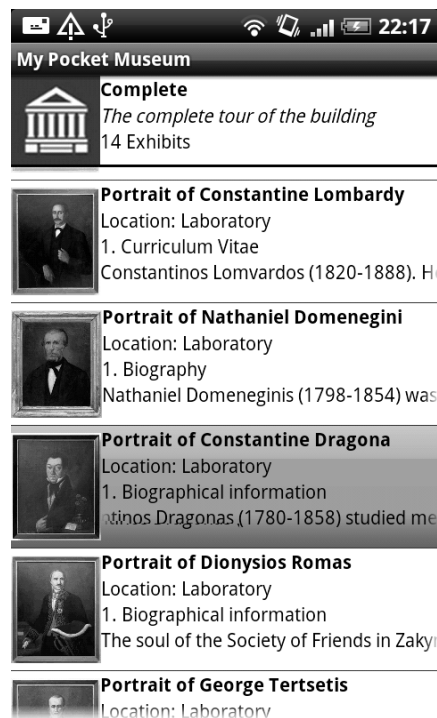 22:17
My Pocket Museum
Complete
The complete tour of the building
14 Exhibits
Portrait of Constantine Lombardy
Location: Laboratory
1. Curriculum Vitae
Constantinos Lomvardos (1820-1888). H
Portrait of Nathaniel Domenegini
Location: Laboratory
1. Biography
Nathaniel Domeneginis (1798-1854) was
Portrait of Constantine Dragona
Location: Laboratory
1. Biographical information
otinos Dragonas (1780-1858) studied me
Portrait of Dionysios Romas
Location: Laboratory
1. Biographical information
The soul of the Society of Friends in Zaky
Portrait of George Tertsetis
Location: Laboratory